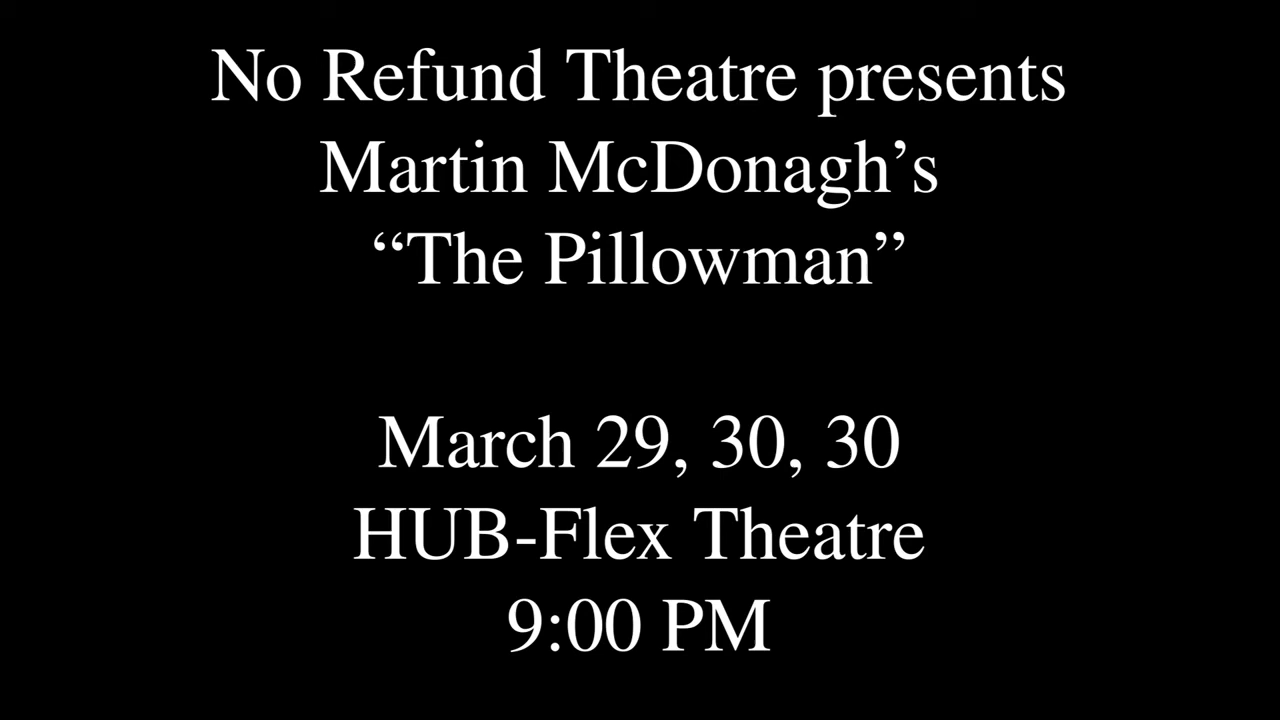 No Refund Theatre presents
Martin McDonagh’s
“The Pillowman”
March 29, 30, 30
HUB-Flex Theatre
9:00 PM